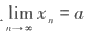 .lim x_n = a
n→∞